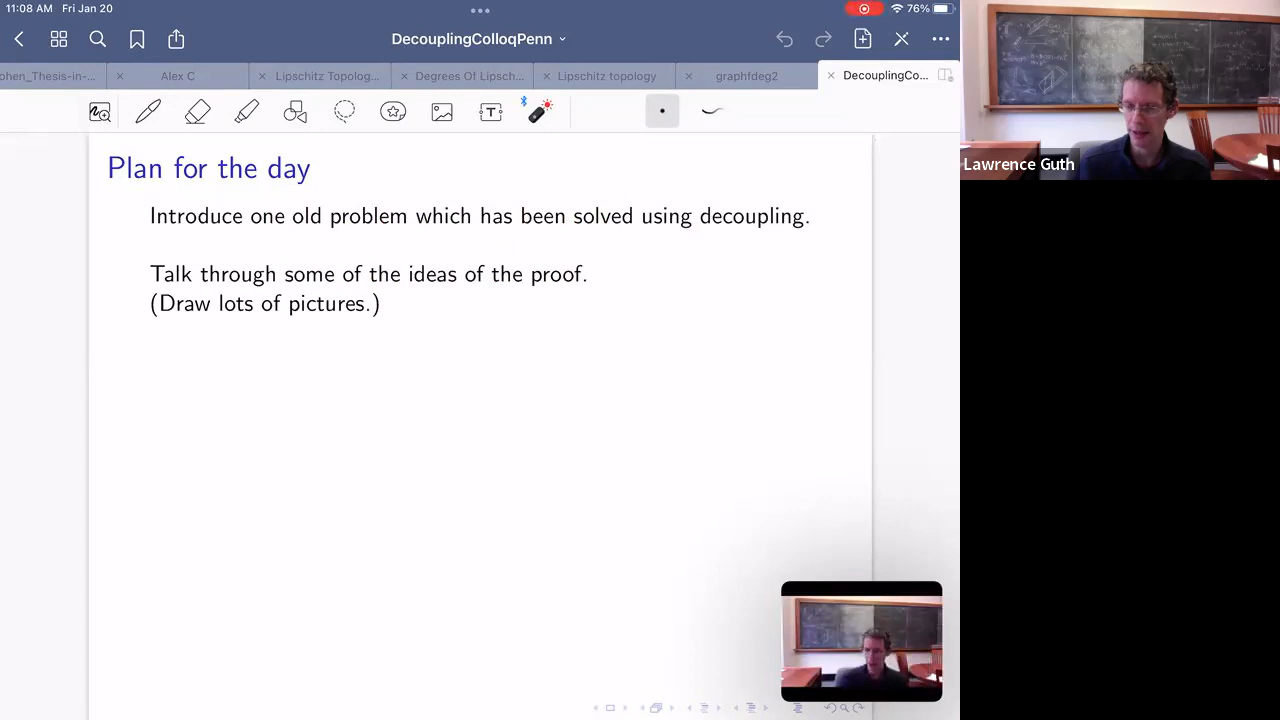 11:08 AM Fri Jan 20
76%
DecouplingColloqPenn
phen_Thesis-in-...
Alex C
Lipschitz Topolog...
Degrees Of Lipsch...
Lipschitz topology
graphfdeg2
DecouplingCo...
Plan for the day
Introduce one old problem which has been solved using decoupling.
Talk through some of the ideas of the proof.
(Draw lots of pictures.)
Lawrence Guth